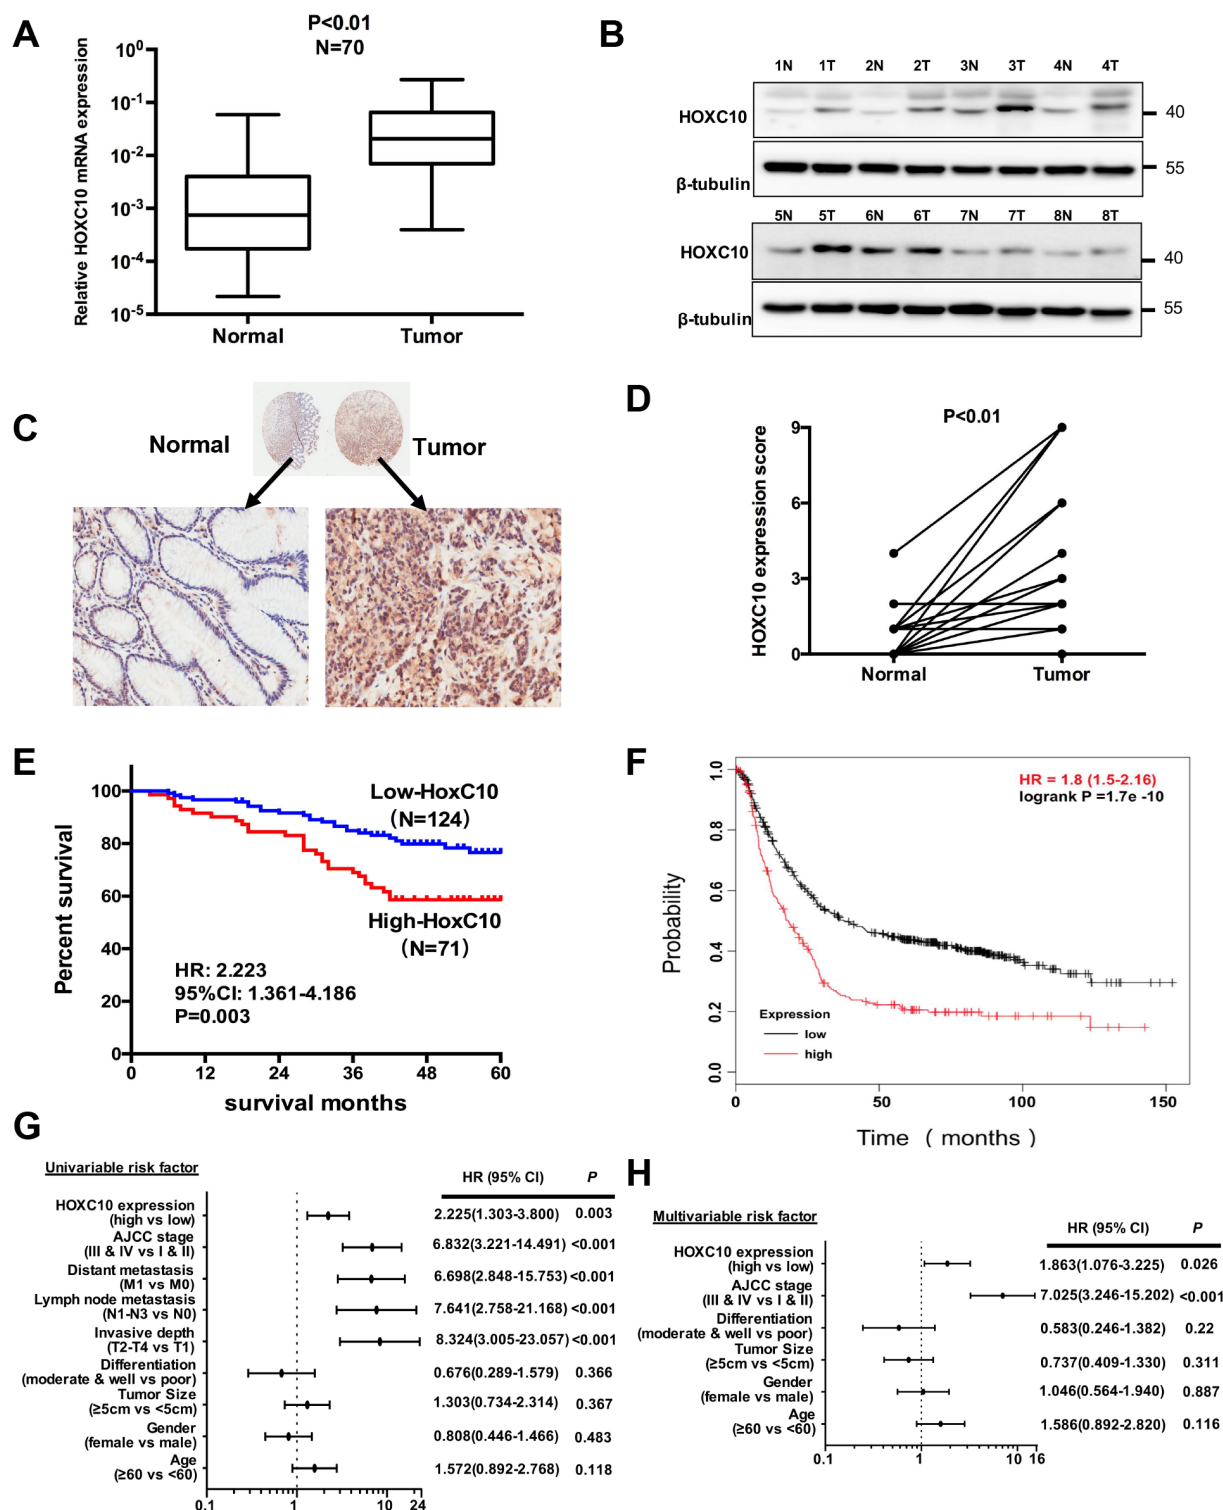 A
P<0.01
N=70
Relative HOXC10 mRNA expression
10^0
10^-1
10^-2
10^-3
10^-4
10^-5
Normal
Tumor
B
1N 1T 2N 2T 3N 3T 4N 4T
HOXC10
40
β-tubulin
55
5N 5T 6N 6T 7N 7T 8N 8T
HOXC10
40
β-tubulin
55
C
Normal
Tumor
D
P<0.01
HOXC10 expression score
9
6
3
0
Normal
Tumor
E
Percent survival
100
80
60
40
20
0
Low-HoxC10
(N=124)
High-HoxC10
(N=71)
HR: 2.223
95%CI: 1.361-4.186
P=0.003
0 12 24 36 48 60
survival months
F
HR = 1.8 (1.5-2.16)
logrank P =1.7e -10
Probability
1.0
0.8
0.6
0.4
0.2
0.0
Expression
low
high
0 50 100 150
Time ( months )
G
Univariable risk factor
HR (95% CI) P
HOXC10 expression
(high vs low)
2.225(1.303-3.800) 0.003
AJCC stage
(III & IV vs I & II)
6.832(3.221-14.491) <0.001
Distant metastasis
(M1 vs M0)
6.698(2.848-15.753) <0.001
Lymph node metastasis
(N1-N3 vs N0)
7.641(2.758-21.168) <0.001
Invasive depth
(T2-T4 vs T1)
8.324(3.005-23.057) <0.001
Differentiation
(moderate & well vs poor)
0.676(0.289-1.579) 0.366
Tumor Size
(≥5cm vs <5cm)
1.303(0.734-2.314) 0.367
Gender
(female vs male)
0.808(0.446-1.466) 0.483
Age
(≥60 vs <60)
1.572(0.892-2.768) 0.118
0.1 1 10 24
H
Multivariable risk factor
HR (95% CI) P
HOXC10 expression
(high vs low)
1.863(1.076-3.225) 0.026
AJCC stage
(III & IV vs I & II)
7.025(3.246-15.202) <0.001
Differentiation
(moderate & well vs poor)
0.583(0.246-1.382) 0.22
Tumor Size
(≥5cm vs <5cm)
0.737(0.409-1.330) 0.311
Gender
(female vs male)
1.046(0.564-1.940) 0.887
Age
(≥60 vs <60)
1.586(0.892-2.820) 0.116
0.1 1 10 16